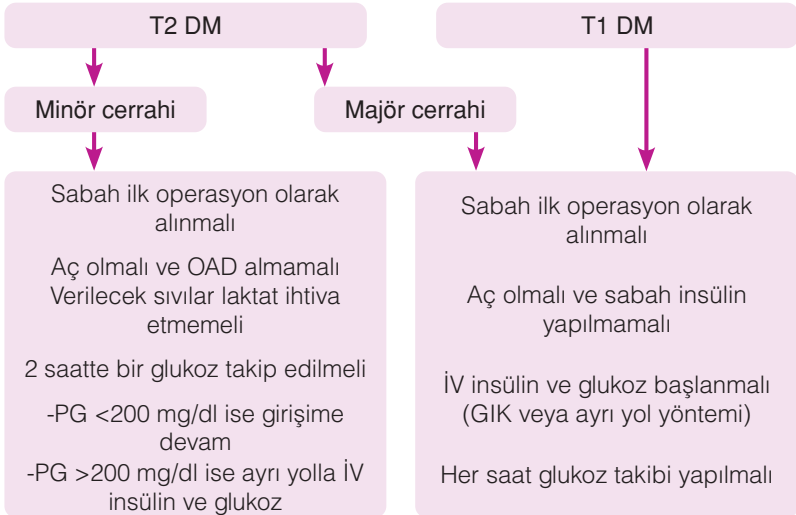 T2 DM
T1 DM
Minör cerrahi
Majör cerrahi
Sabah ilk operasyon olarak
alınmalı
Aç olmalı ve OAD almamalı
Verilecek sıvılar laktat ihtiva
etmemeli
2 saatte bir glukoz takip edilmeli
-PG <200 mg/dl ise girişime
devam
-PG >200 mg/dl ise ayrı yolla İV
insülin ve glukoz
Sabah ilk operasyon olarak
alınmalı
Aç olmalı ve sabah insülin
yapılmamalı
İV insülin ve glukoz başlanmalı
(GIK veya ayrı yol yöntemi)
Her saat glukoz takibi yapılmalı